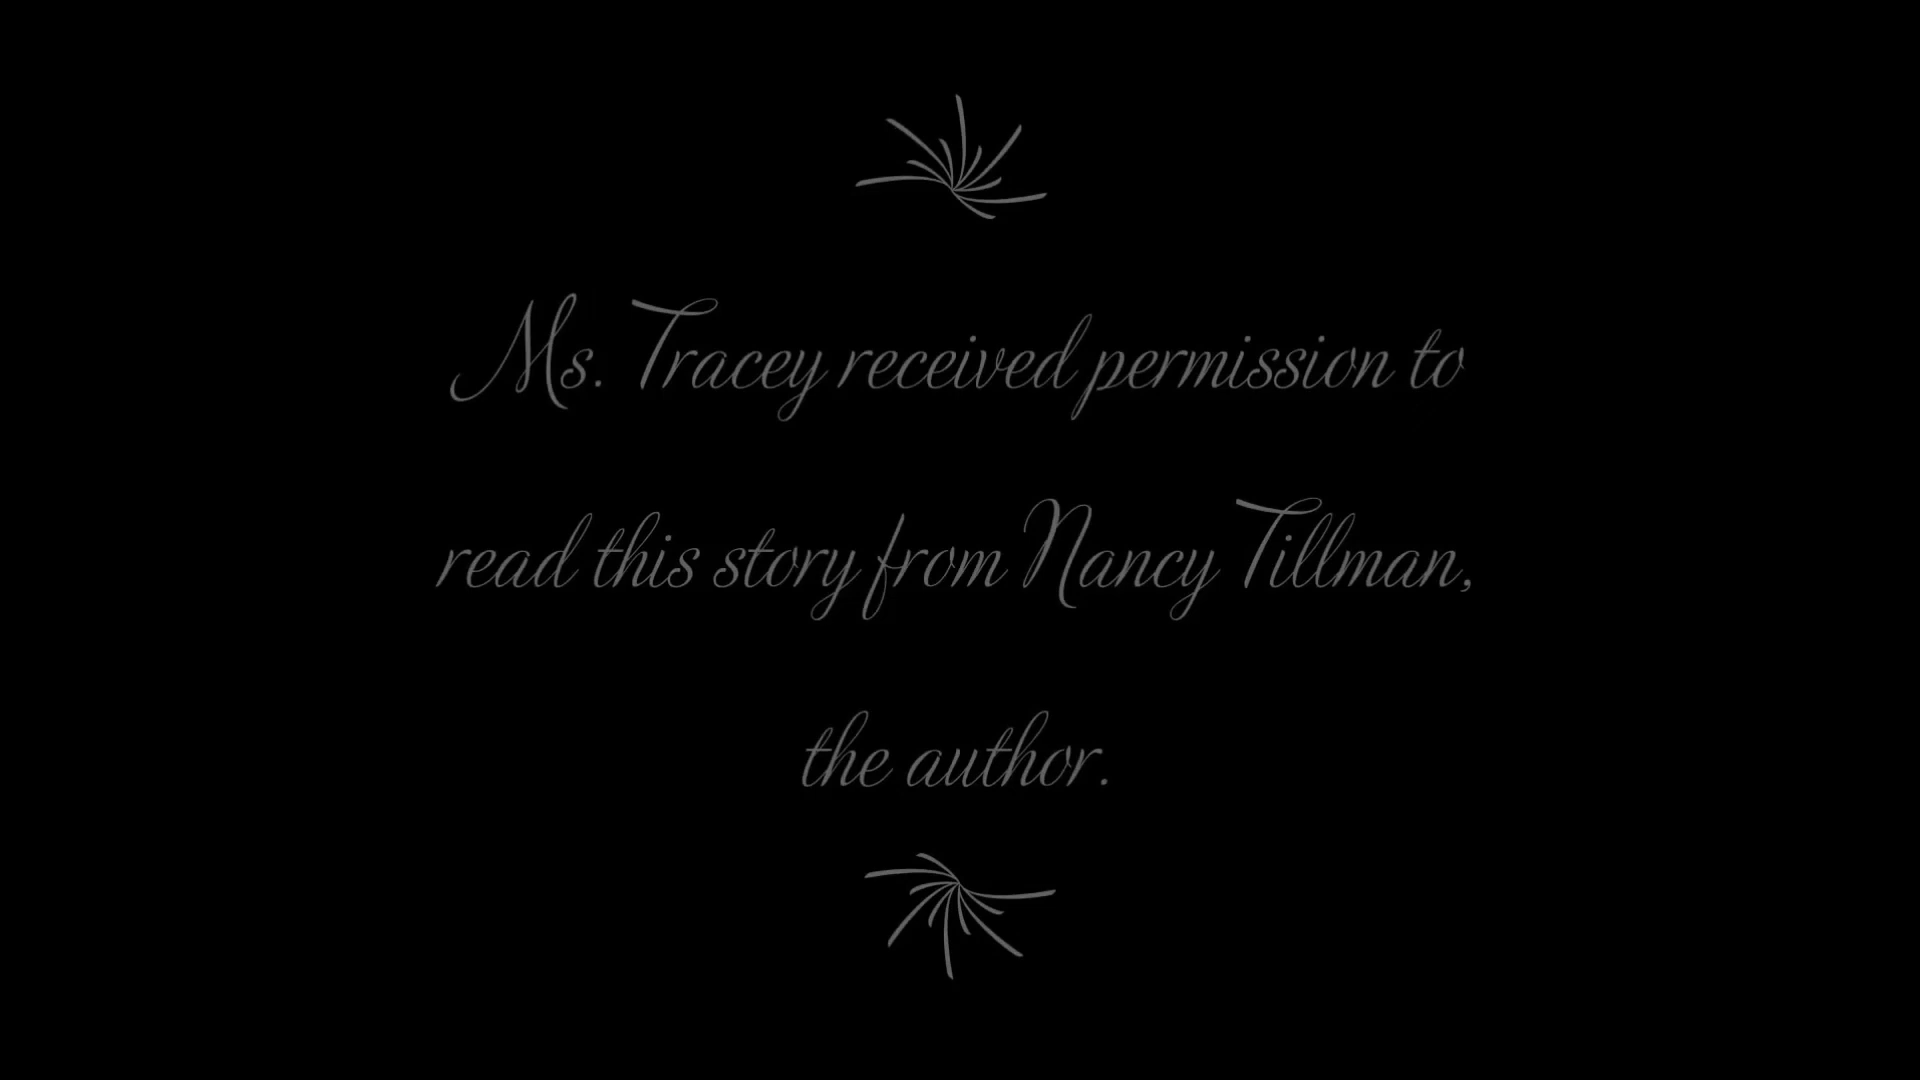 Ms. Tracey received permission to
read this story from Nancy Tillman,
the author.